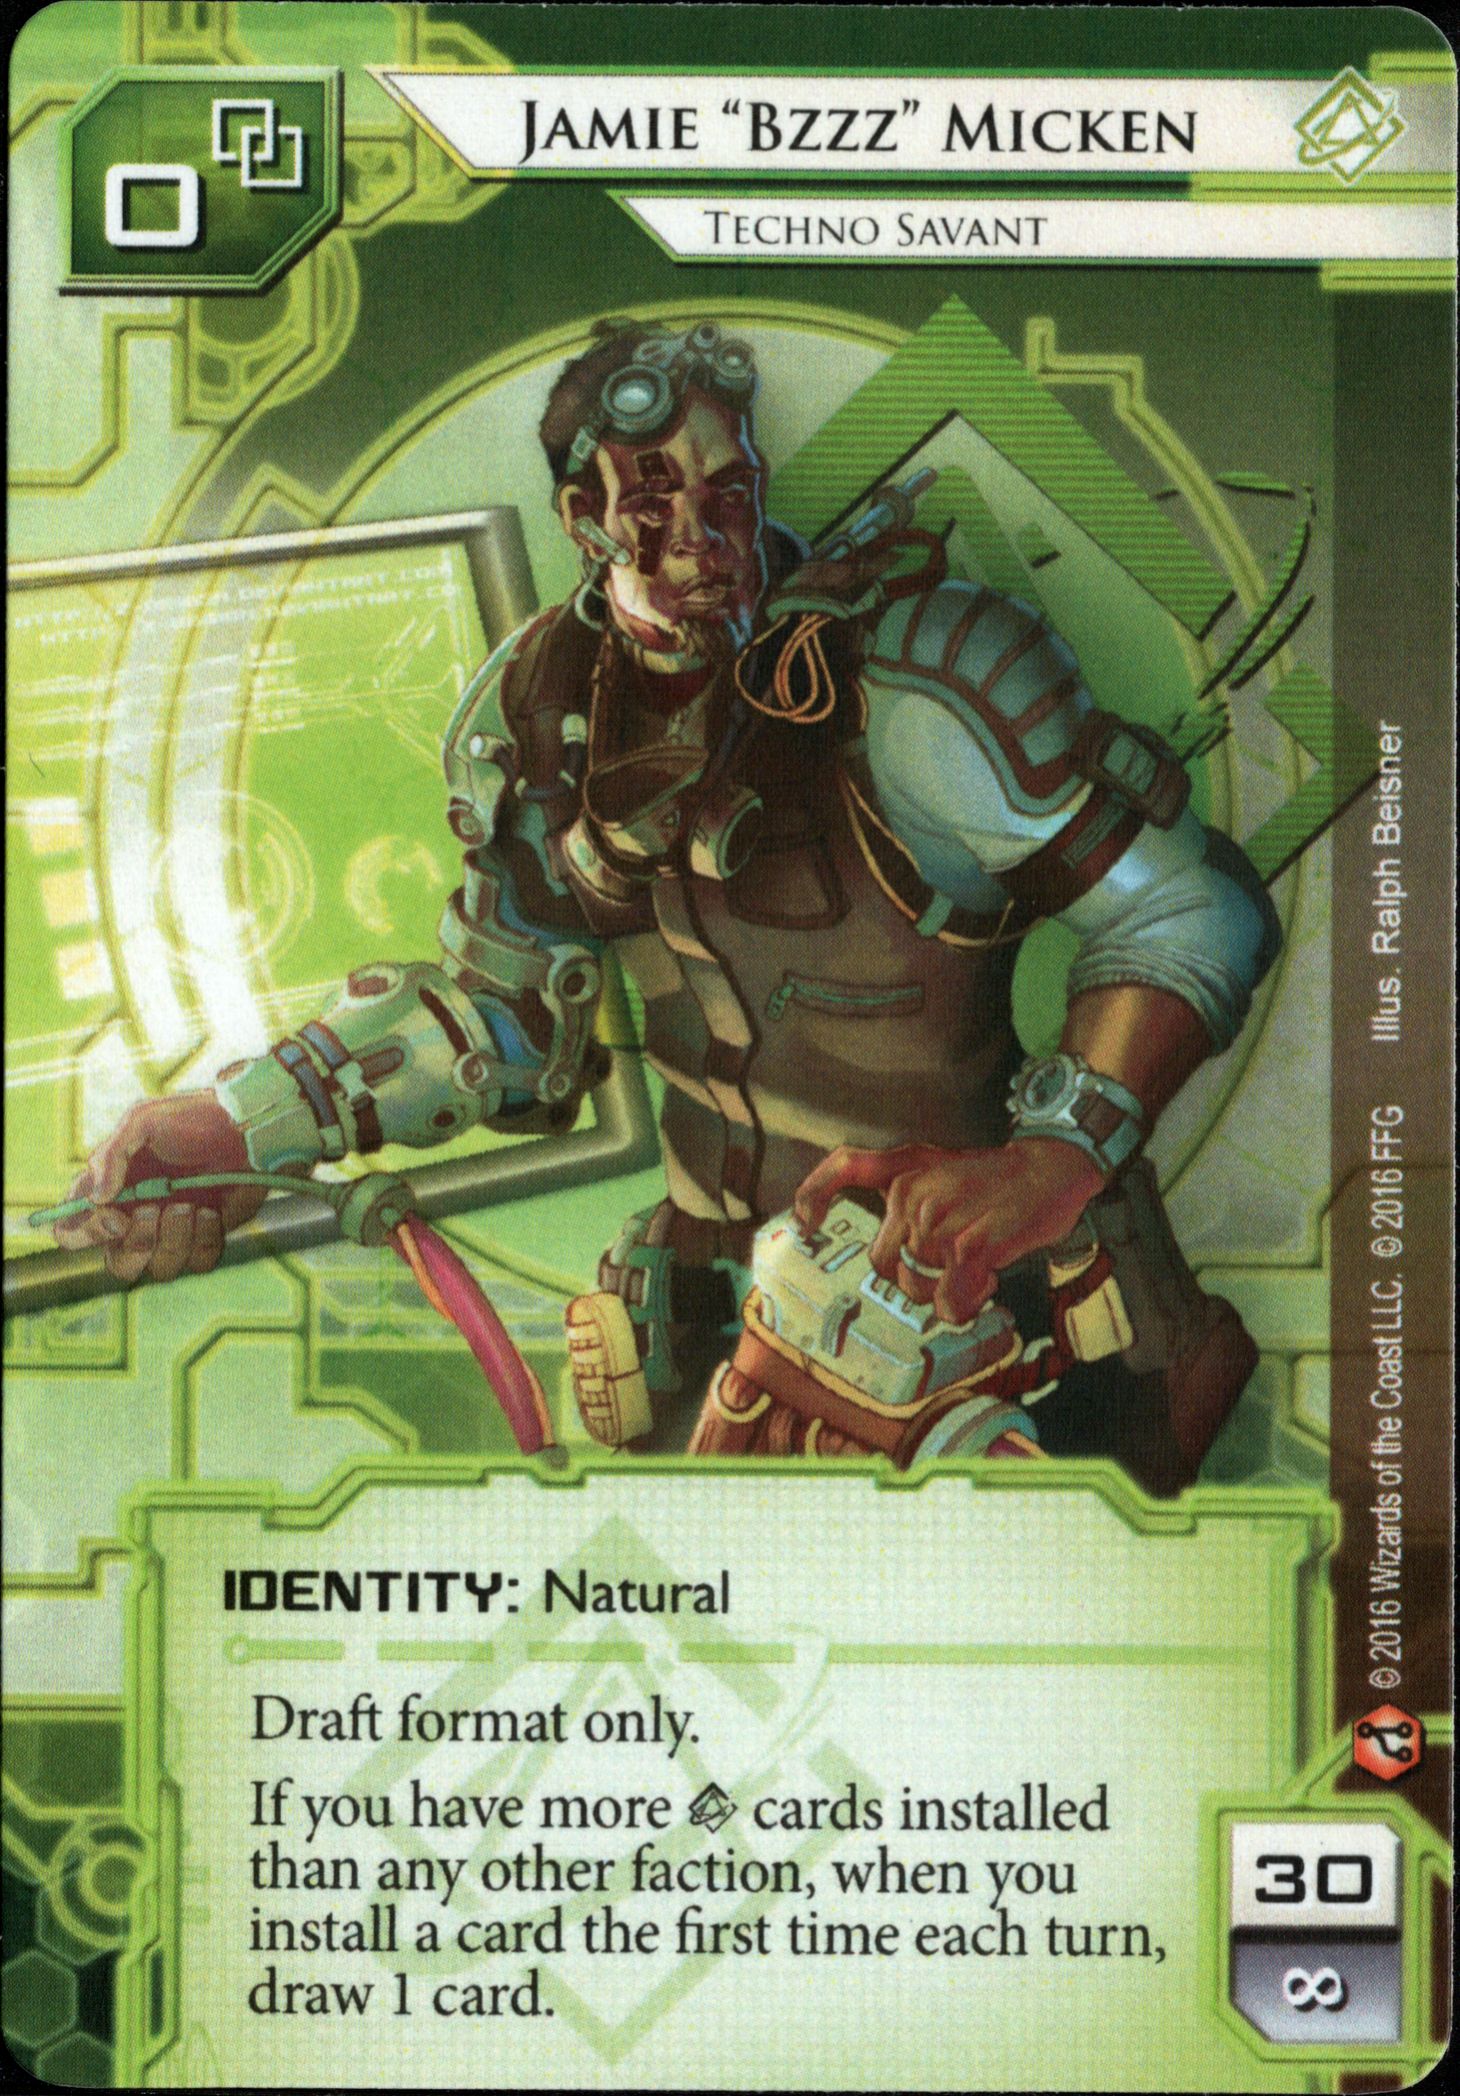 0
JAMIE “BZZZ” MICKEN
TECHNO SAVANT
Illus. Ralph Beisner
© 2016 Wizards of the Coast LLC. © 2016 FFG
IDENTITY: Natural
Draft format only.
If you have more cards installed
than any other faction, when you
install a card the first time each turn,
draw 1 card.
30
∞